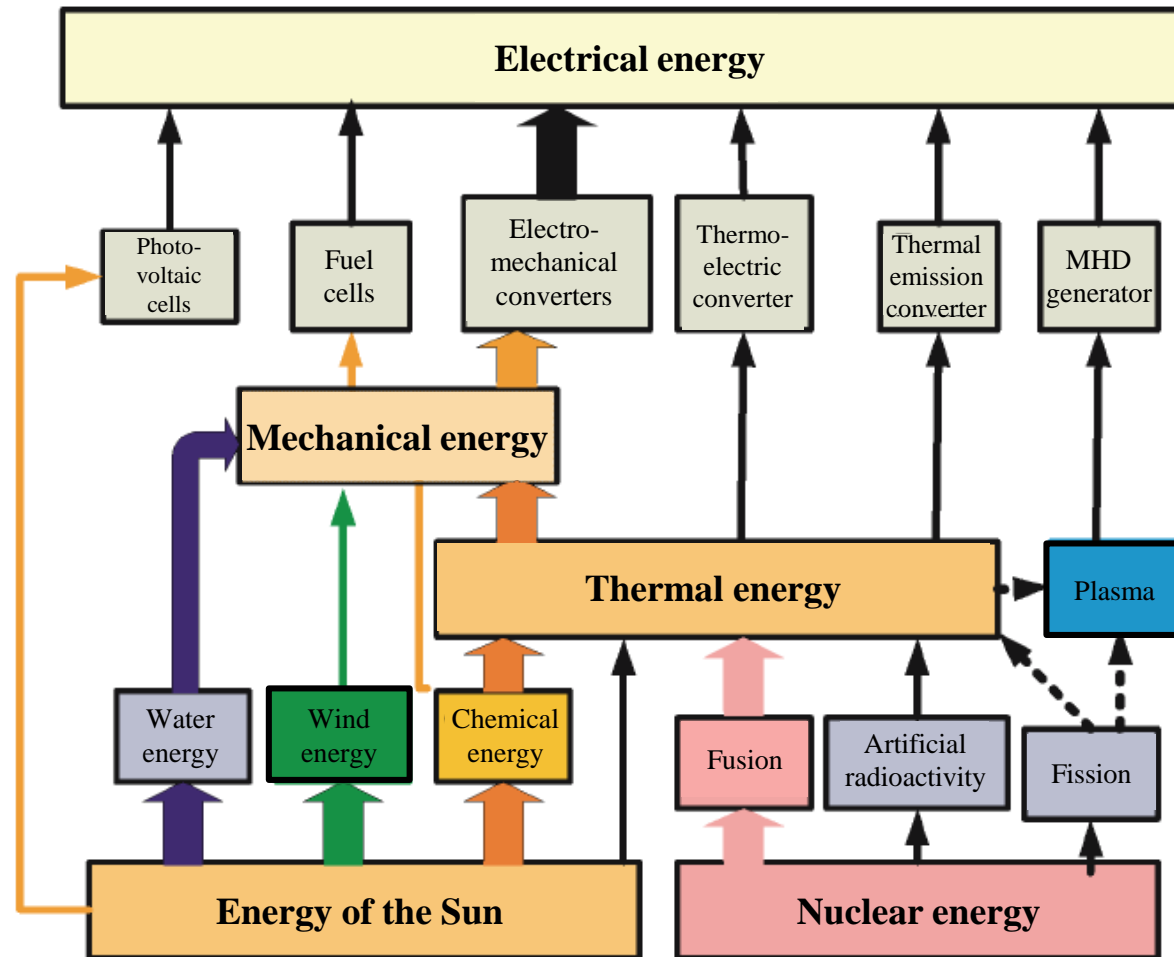 Electrical energy
Photo-
voltaic
cells
Fuel
cells
Electro-
mechanical
converters
Thermo-
electric
converter
Thermal
emission
converter
MHD
generator
Mechanical energy
Thermal energy
Plasma
Water
energy
Wind
energy
Chemical
energy
Fusion
Artificial
radioactivity
Fission
Energy of the Sun
Nuclear energy